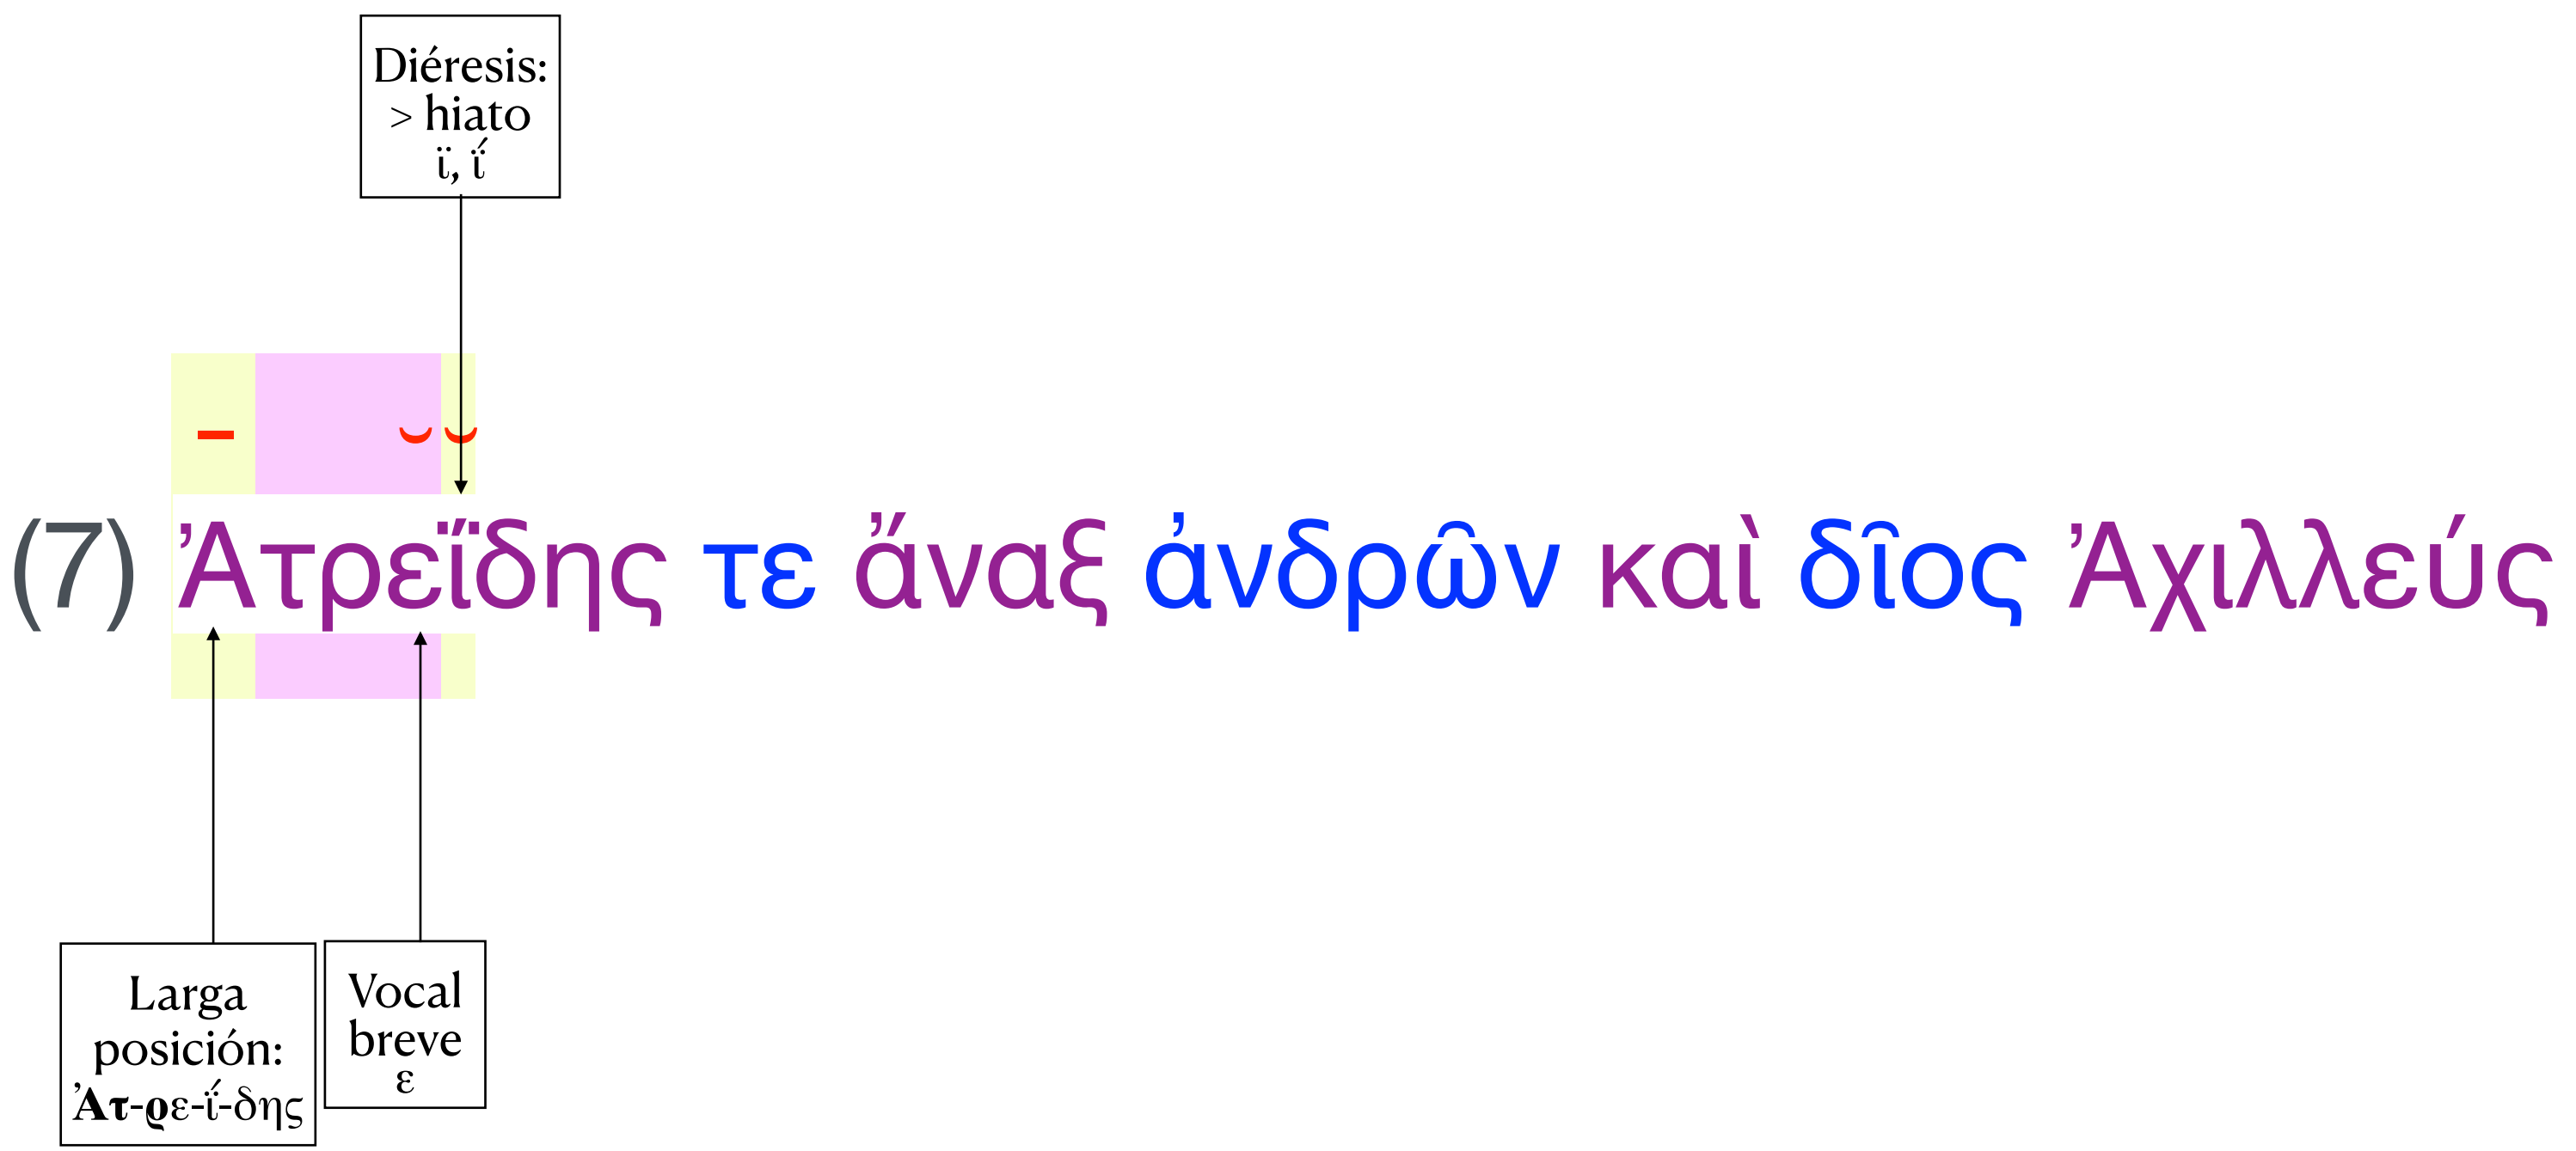 Diéresis:
> hiato
ϊ, ΐ
– ⏑ ⏑
(7) Ἀτρεΐδης τε ἄναξ ἀνδρῶν καὶ δῖος Ἀχιλλεύς
Larga
posición:
Ἀτ-ρε-ΐ-δης
Vocal
breve
ε